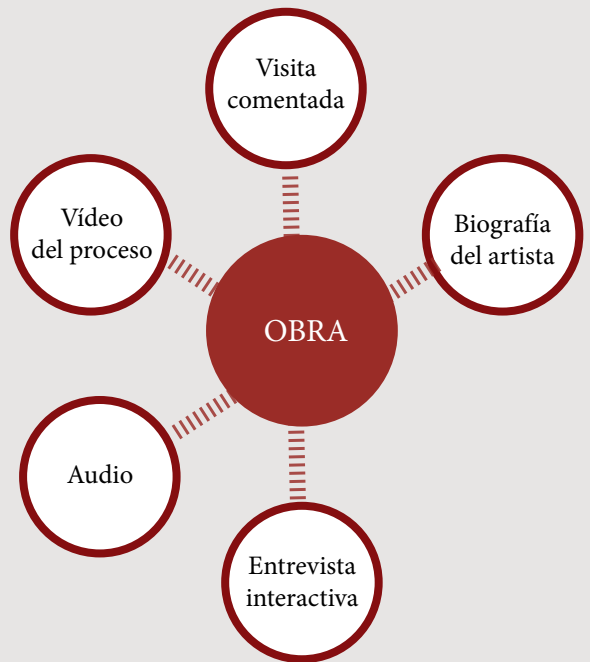 Visita
comentada
Vídeo
del proceso
Biografía
del artista
OBRA
Audio
Entrevista
interactiva